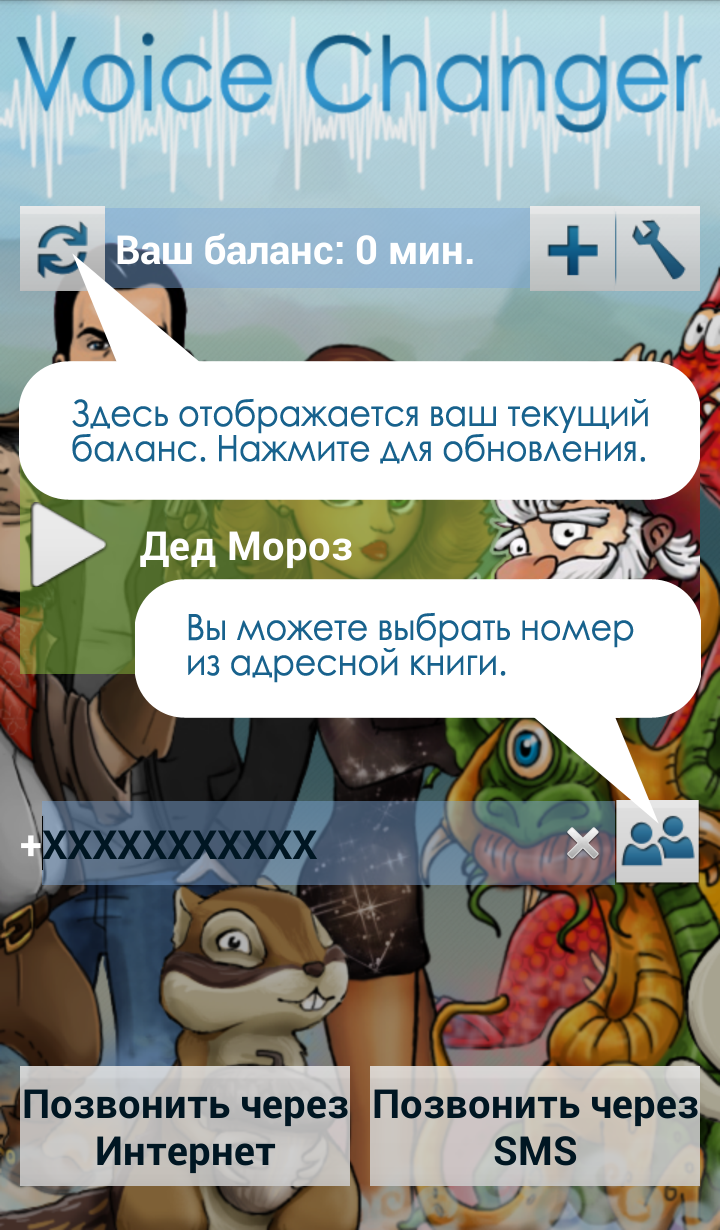 Voice Changer
Ваш баланс: 0 мин.
Здесь отображается ваш текущий
баланс. Нажмите для обновления.
Дед Мороз
Вы можете выбрать номер
из адресной книги.
+XXXXXXXXXXX
Позвонить через
Интернет
Позвонить через
SMS